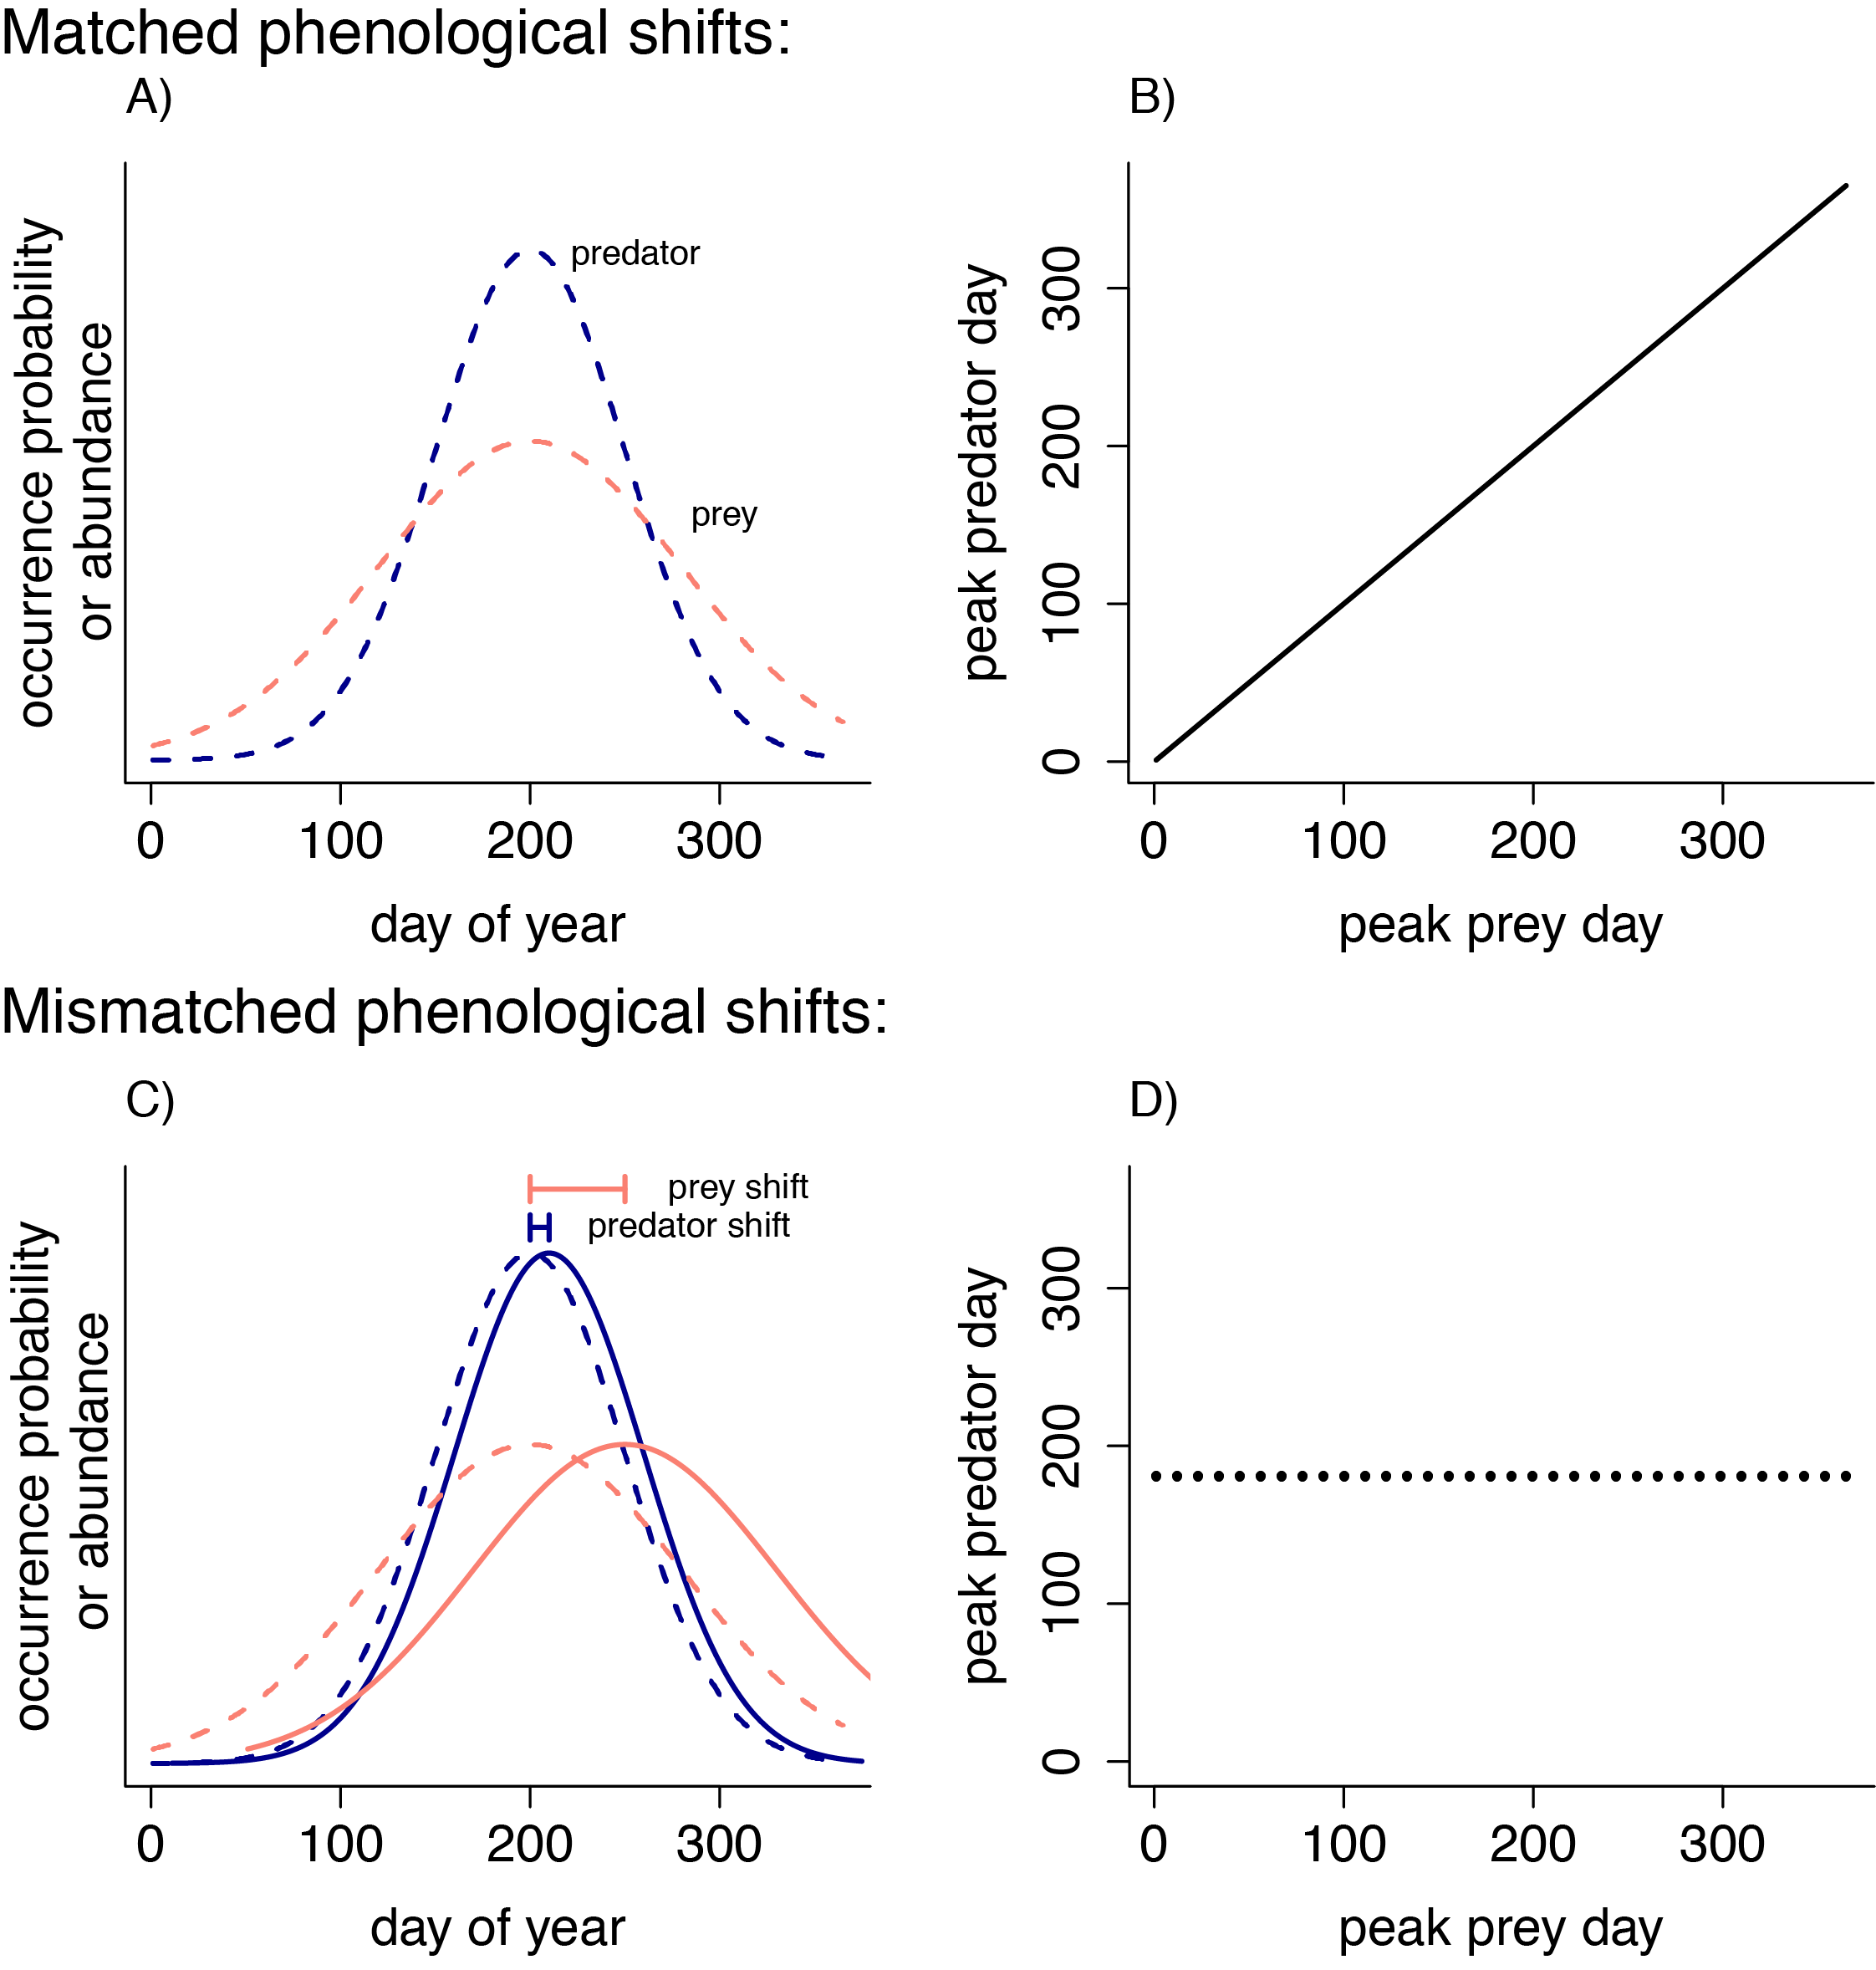 Matched phenological shifts:
A)
occurrence probability
or abundance
predator
prey
0 100 200 300
day of year
B)
peak predator day
300
200
100
0
0 100 200 300
peak prey day
Mismatched phenological shifts:
C)
occurrence probability
or abundance
prey shift
predator shift
0 100 200 300
day of year
D)
peak predator day
300
200
100
0
0 100 200 300
peak prey day